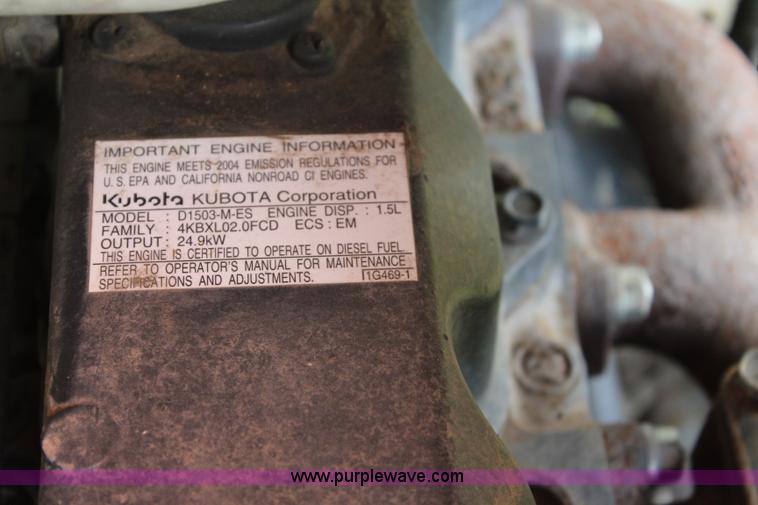 IMPORTANT ENGINE INFORMATION
THIS ENGINE MEETS 2004 EMISSION REGULATIONS FOR
U.S. EPA AND CALIFORNIA NONROAD CI ENGINES.
Kubota KUBOTA Corporation
MODEL : D1503-M-ES ENGINE DISP. : 1.5L
FAMILY : 4KBXL02.0FCD ECS : EM
OUTPUT : 24.9kW
THIS ENGINE IS CERTIFIED TO OPERATE ON DIESEL FUEL.
REFER TO OPERATOR'S MANUAL FOR MAINTENANCE
SPECIFICATIONS AND ADJUSTMENTS. 1G469-1
www.purplewave.com